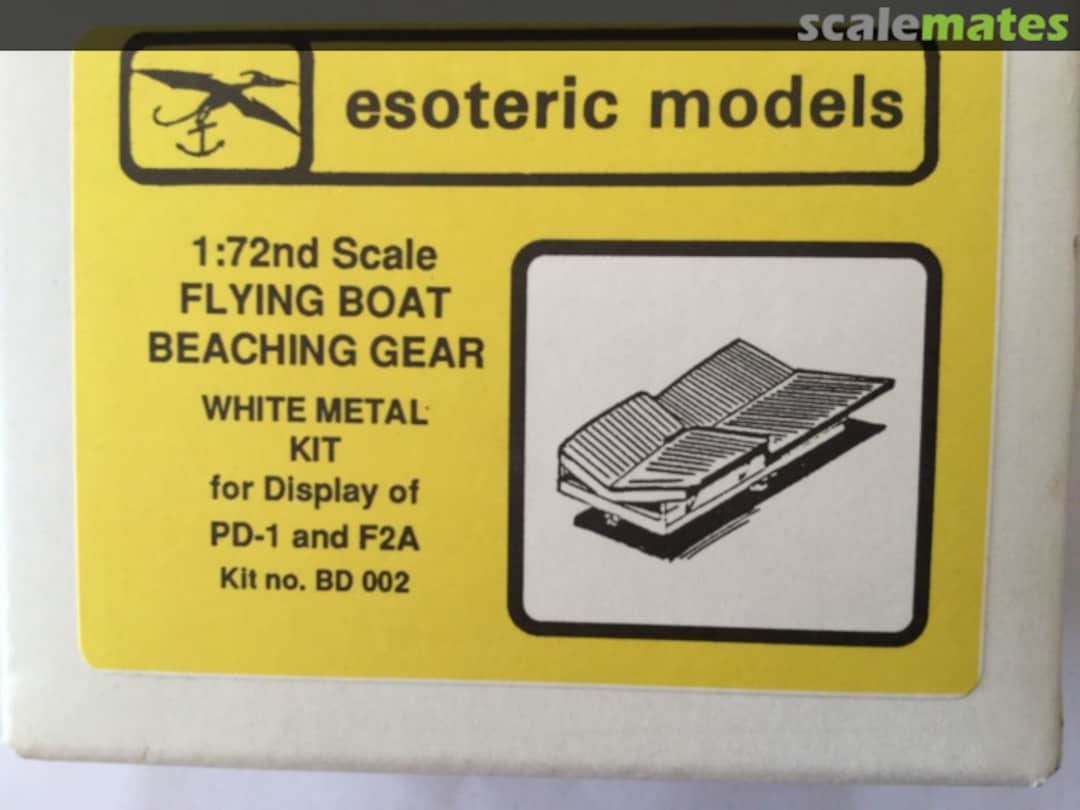 scalemates
esoteric models
1:72nd Scale
FLYING BOAT
BEACHING GEAR
WHITE METAL
KIT
for Display of
PD-1 and F2A
Kit no. BD 002